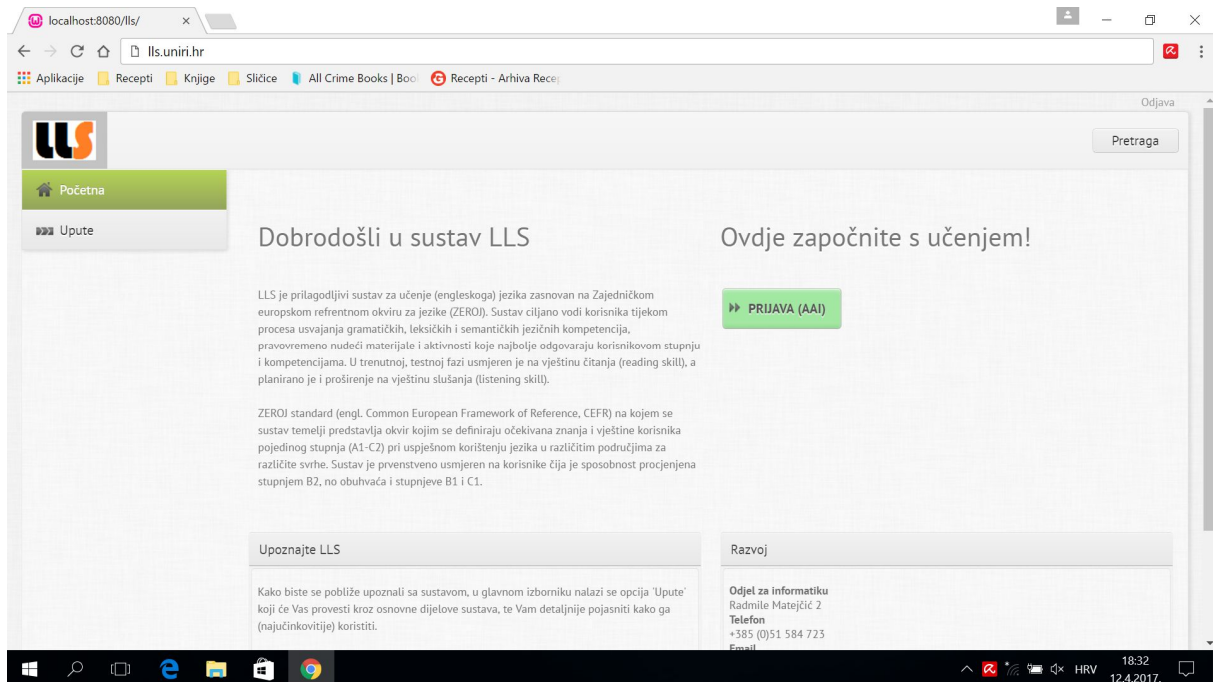 localhost:8080/lls/
lls.uniri.hr
Aplikacije Recepti Knjige Sličice All Crime Books | Boo Recepti - Arhiva Rece
Odjava
LLS
Pretraga
Početna
Upute
Dobrodošli u sustav LLS
LLS je prilagodljivi sustav za učenje (engleskoga) jezika zasnovan na Zajedničkom
europskom refrentnom okviru za jezike (ZEROJ). Sustav ciljano vodi korisnika tijekom
procesa usvajanja gramatičkih, leksičkih i semantičkih jezičnih kompetencija,
pravovremeno nudeći materijale i aktivnosti koje najbolje odgovaraju korisnikovom stupnju
i kompetencijama. U trenutnoj, testnoj fazi usmjeren je na vještinu čitanja (reading skill), a
planirano je i proširenje na vještinu slušanja (listening skill).
ZEROJ standard (engl. Common European Framework of Reference, CEFR) na kojem se
sustav temelji predstavlja okvir kojim se definiraju očekivana znanja i vještine korisnika
pojedinog stupnja (A1-C2) pri uspješnom korištenju jezika u različitim područjima za
različite svrhe. Sustav je prvenstveno usmjeren na korisnike čija je sposobnost procjenjena
stupnjem B2, no obuhvaća i stupnjeve B1 i C1.
Ovdje započnite s učenjem!
PRIJAVA (AAI)
Upoznajte LLS
Kako biste se pobliže upoznali sa sustavom, u glavnom izborniku nalazi se opcija `Upute`
koji će Vas provesti kroz osnovne dijelove sustava, te Vam detaljnije pojasniti kako ga
(najučinkovitije) koristiti.
Razvoj
Odjel za informatiku
Radmile Matejčić 2
Telefon
+385 (0)51 584 723
Email
HRV
18:32
12.4.2017.